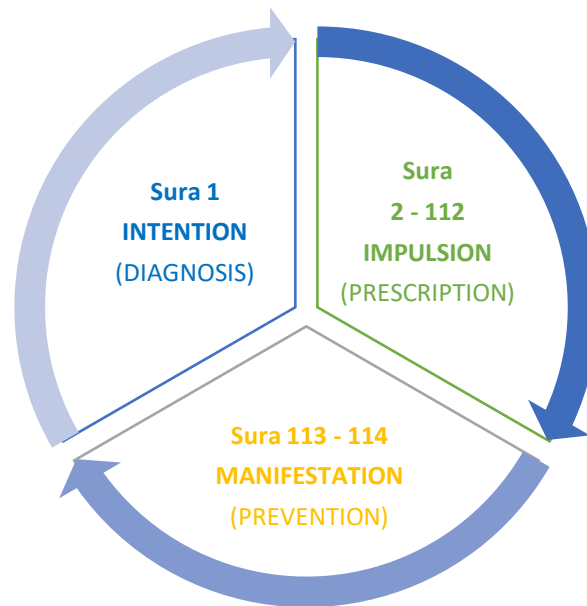 Sura 1
INTENTION
(DIAGNOSIS)
Sura
2 - 112
IMPULSION
(PRESCRIPTION)
Sura 113 - 114
MANIFESTATION
(PREVENTION)